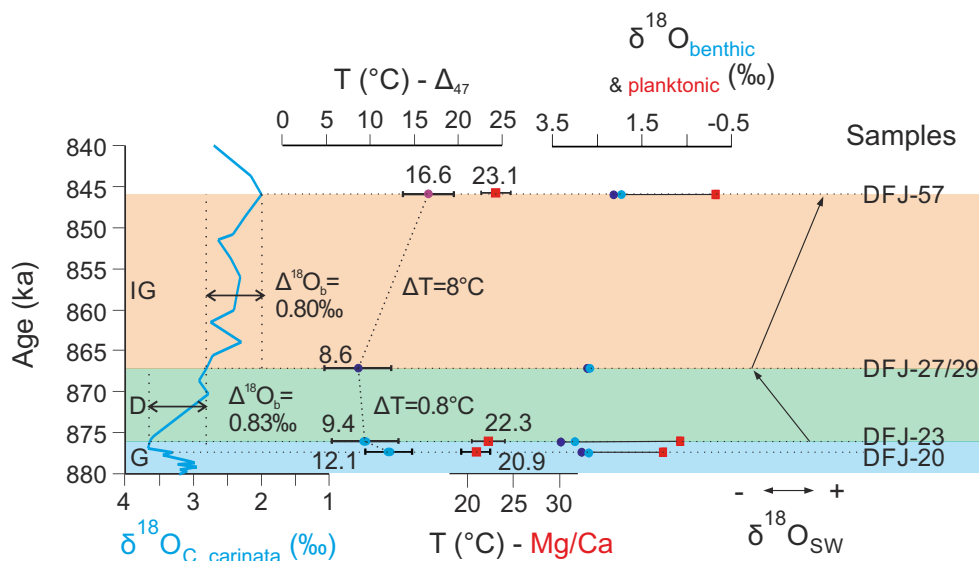 δ18Obenthic
T (°C) - Δ47
& planktonic (‰)
0 5 10 15 20 25
3.5 1.5 -0.5
Samples
840
16.6 23.1
845
DFJ-57
850
855
Δ18Ob=
0.80‰
ΔT=8°C
IG
Age (ka)
860
865
8.6
DFJ-27/29
870
D
Δ18Ob=
0.83‰
ΔT=0.8°C
9.4 22.3
875
DFJ-23
G
12.1 20.9
DFJ-20
880
4 3 2 1
20 25 30
- +
δ18OC. carinata (‰)
T (°C) - Mg/Ca
δ18OSW